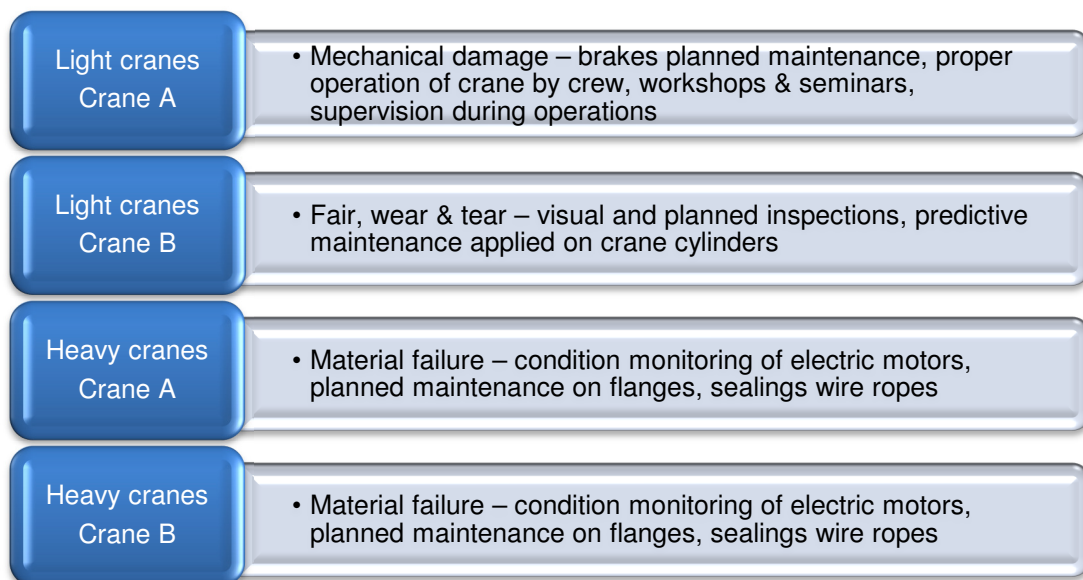 Light cranes
Crane A
• Mechanical damage – brakes planned maintenance, proper
operation of crane by crew, workshops & seminars,
supervision during operations
Light cranes
Crane B
• Fair, wear & tear – visual and planned inspections, predictive
maintenance applied on crane cylinders
Heavy cranes
Crane A
• Material failure – condition monitoring of electric motors,
planned maintenance on flanges, sealings wire ropes
Heavy cranes
Crane B
• Material failure – condition monitoring of electric motors,
planned maintenance on flanges, sealings wire ropes